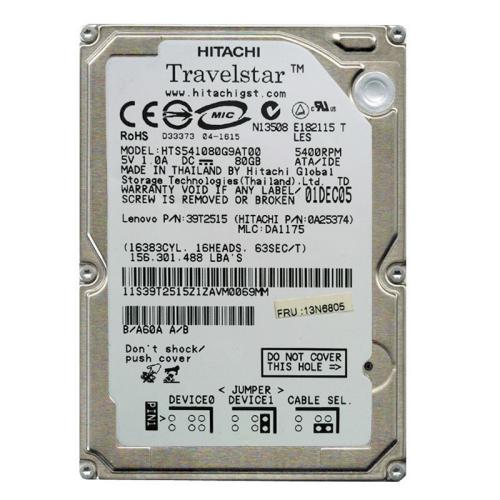 HITACHI
Travelstar™
www.hitachigst.com
CE MIC
N13508 E182115 T
RoHS D33373 04-1615 LES
MODEL: HTS541080G9AT00 5400RPM
5V 1.0A DC 80GB ATA/IDE
MADE IN THAILAND BY Hitachi Global
Storage Technologies(Thailand). Ltd. TD
WARRANTY VOID IF ANY LABEL/
SCREW IS REMOVED OR BROKEN 01DEC05
Lenovo P/N:39T2515 (HITACHI P/N:0A25374)
MLC:DA1175
(16383CYL. 16HEADS. 63SEC/T)
156.301.488 LBA'S
11S39T2515Z1ZAVM0069MM
FRU :13N6805
B/A60A A/B
Don't shock/
push cover
DO NOT COVER
THIS HOLE =>
< JUMPER >
DEVICE0 DEVICE1 CABLE SEL.
PIN1